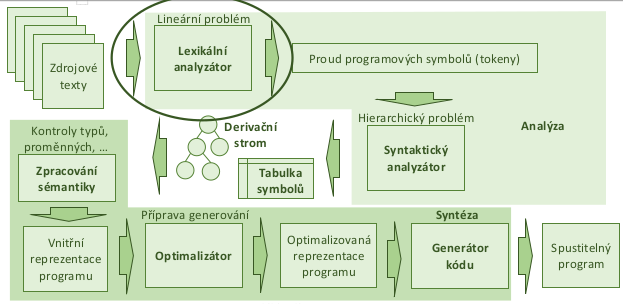 Lineární problém
Zdrojové
texty
Lexikální
analyzátor
Proud programových symbolů (tokeny)
Hierarchický problém
Analýza
Syntaktický
analyzátor
Derivační
strom
Tabulka
symbolů
Kontroly typů,
proměnných, ...
Zpracování
sémantiky
Příprava generování
Syntéza
Vnitřní
reprezentace
programu
Optimalizátor
Optimalizovaná
reprezentace
programu
Generátor
kódu
Spustitelný
program